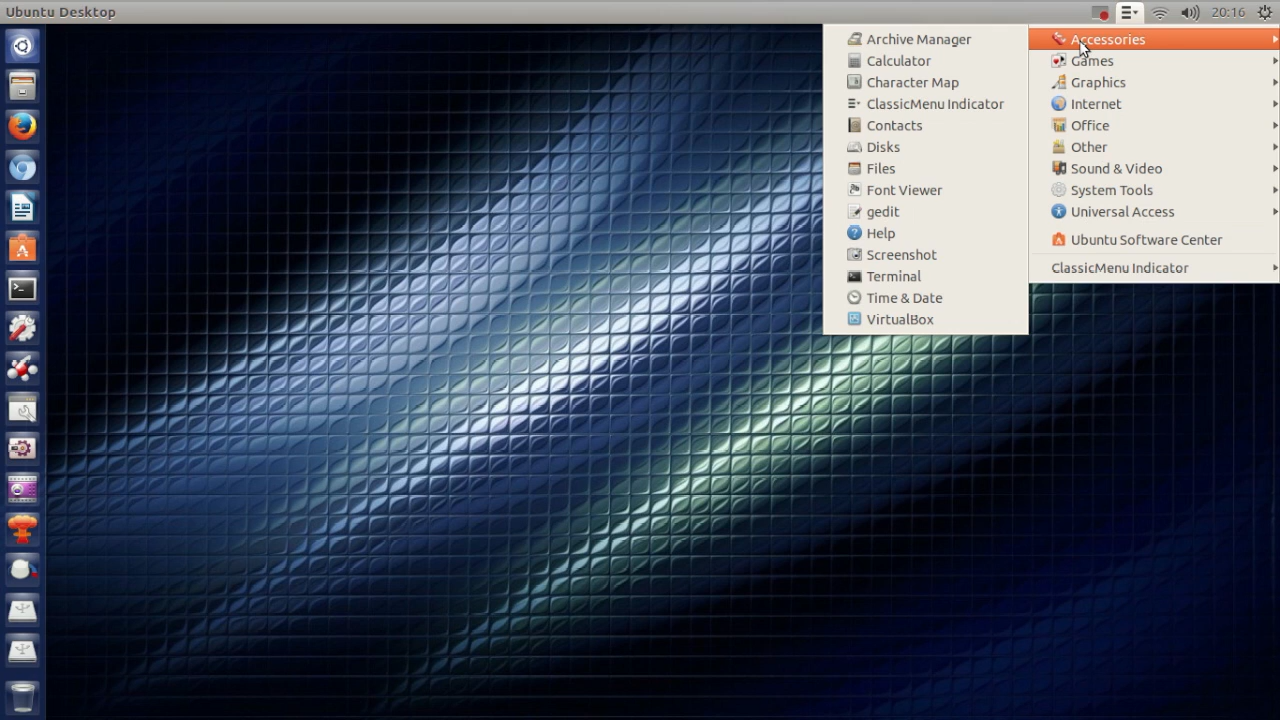 Ubuntu Desktop
20:16
Archive Manager
Calculator
Character Map
ClassicMenu Indicator
Contacts
Disks
Files
Font Viewer
gedit
Help
Screenshot
Terminal
Time & Date
VirtualBox
Accessories
Games
Graphics
Internet
Office
Other
Sound & Video
System Tools
Universal Access
Ubuntu Software Center
ClassicMenu Indicator